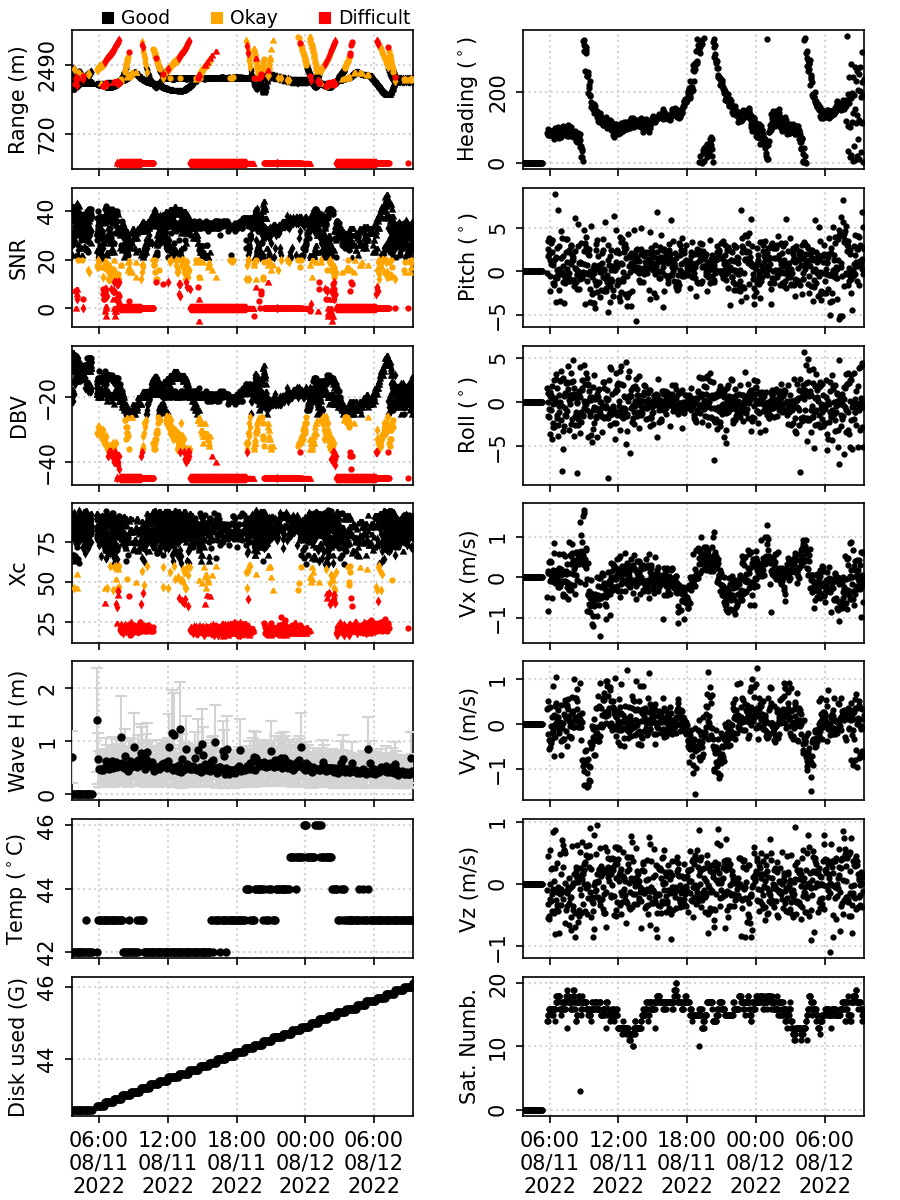 Good Okay Difficult
Range (m)
2490
720
Heading (°)
200
0
SNR
40
20
0
Pitch (°)
5
0
−5
DBV
−20
−40
Roll (°)
5
0
−5
Xc
75
50
25
Vx (m/s)
1
0
−1
Wave H (m)
2
1
0
Vy (m/s)
1
0
−1
Temp (°C)
46
44
42
Vz (m/s)
1
0
−1
Disk used (G)
46
44
Sat. Numb.
20
10
0
06:00 12:00 18:00 00:00 06:00
08/11 08/11 08/11 08/12 08/12
2022 2022 2022 2022 2022
06:00 12:00 18:00 00:00 06:00
08/11 08/11 08/11 08/12 08/12
2022 2022 2022 2022 2022